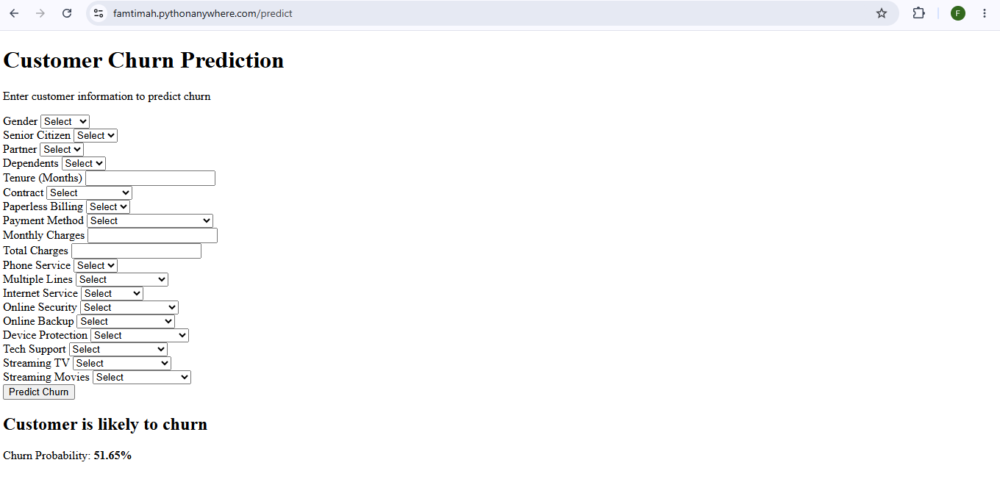 famtimah.pythonanywhere.com/predict
F
Customer Churn Prediction
Enter customer information to predict churn
Gender Select
Senior Citizen Select
Partner Select
Dependents Select
Tenure (Months)
Contract Select
Paperless Billing Select
Payment Method Select
Monthly Charges
Total Charges
Phone Service Select
Multiple Lines Select
Internet Service Select
Online Security Select
Online Backup Select
Device Protection Select
Tech Support Select
Streaming TV Select
Streaming Movies Select
Predict Churn
Customer is likely to churn
Churn Probability: 51.65%